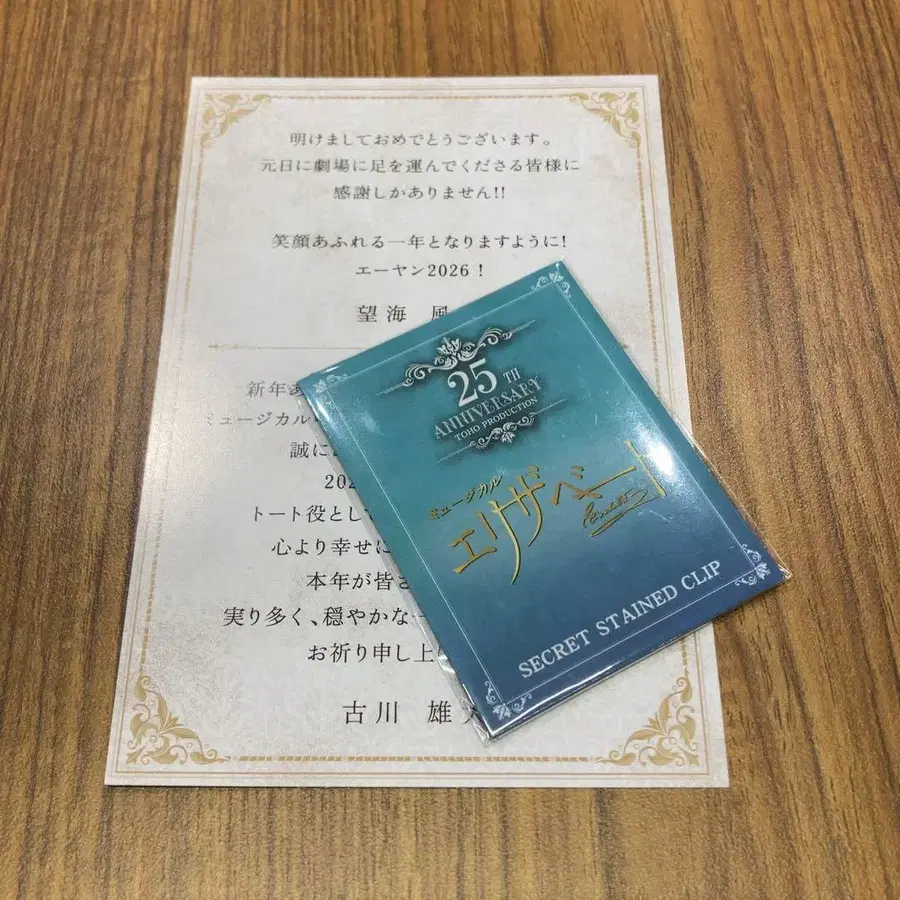 明けましておめでとうございます。
元日に劇場に足を運んでくださる皆様に
感謝しかありません!!
笑顔あふれる一年となりますように!
エーヤン2026!
望海 風
新年あ
ミュージカル
誠に
202
トート役とし
心より幸せに
本年が皆さ
実り多く、穏やかな一
お祈り申し上げ
古川 雄大
25TH
ANNIVERSARY
TOHO PRODUCTION
ミュージカル
エリザベート
Elisabeth
SECRET STAINED CLIP